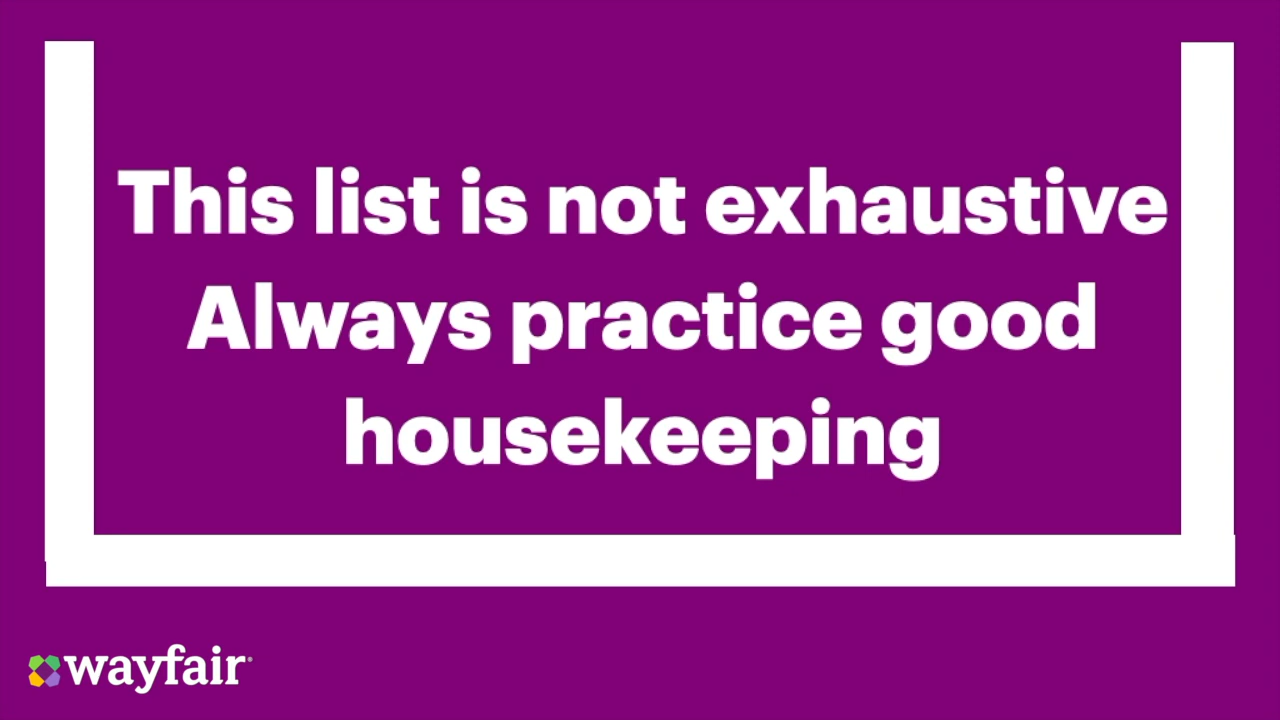 This list is not exhaustive
Always practice good
housekeeping
wayfair